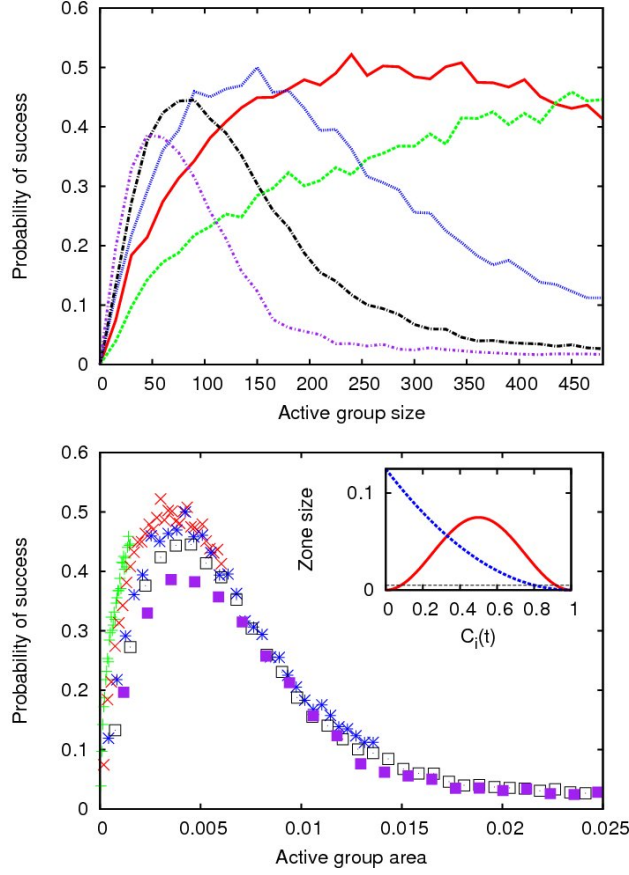 0.6
0.5
0.4
0.3
0.2
0.1
0
Probability of success
0 50 100 150 200 250 300 350 400 450
Active group size
0.6
0.5
0.4
0.3
0.2
0.1
0
Probability of success
0 0.005 0.01 0.015 0.02 0.025
Active group area
0.1
0
Zone size
0 0.2 0.4 0.6 0.8 1
Ci(t)